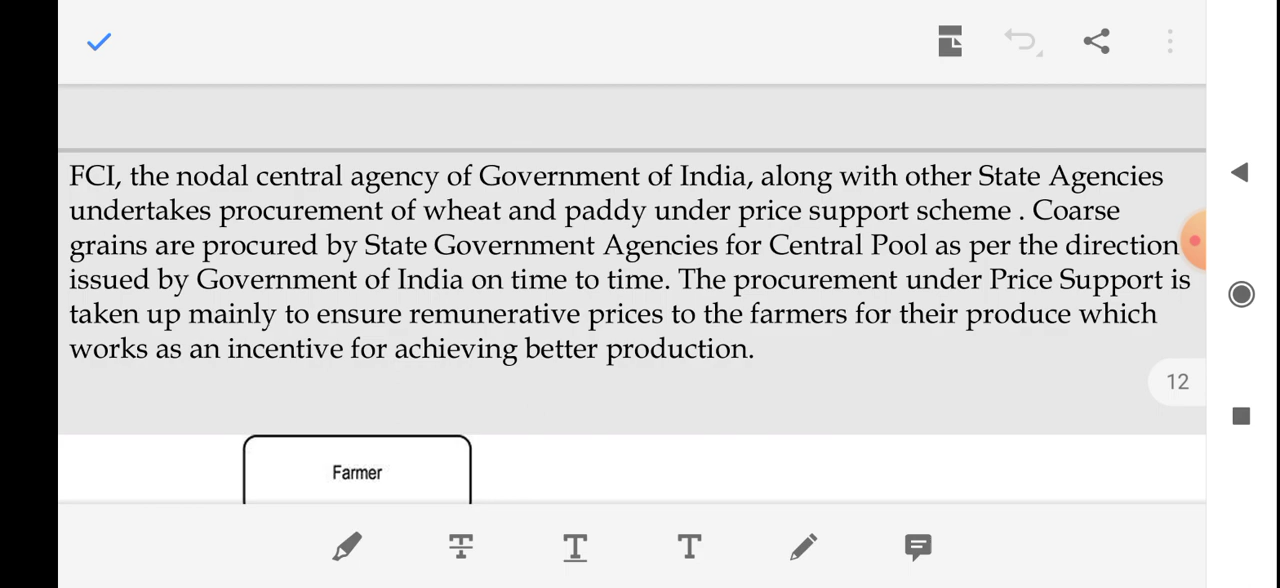 FCI, the nodal central agency of Government of India, along with other State Agencies
undertakes procurement of wheat and paddy under price support scheme . Coarse
grains are procured by State Government Agencies for Central Pool as per the direction
issued by Government of India on time to time. The procurement under Price Support is
taken up mainly to ensure remunerative prices to the farmers for their produce which
works as an incentive for achieving better production.
12
Farmer